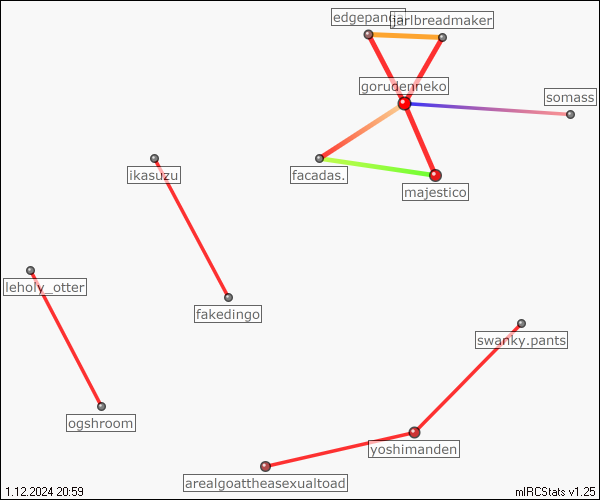 edgepanda
jarlbreadmaker
gorudenneko
somass
ikasuzu
facadas.
majestico
leholy_otter
fakedingo
swanky.pants
ogshroom
yoshimanden
arealgoattheasexualtoad
1.12.2024 20:59
mIRCStats v1.25